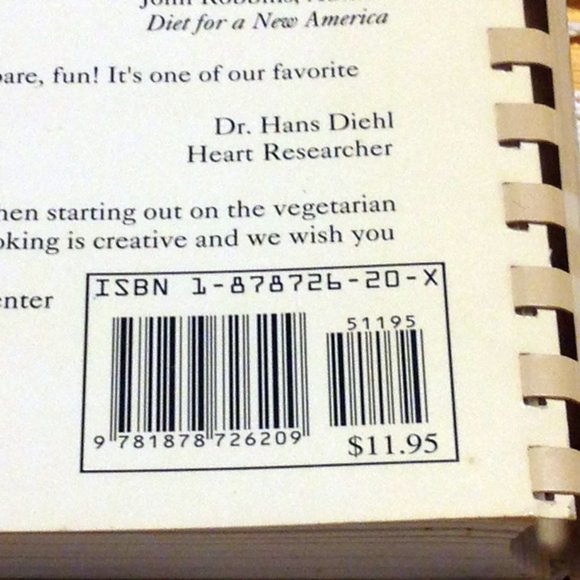 Diet for a New America
are, fun! It's one of our favorite
Dr. Hans Diehl
Heart Researcher
hen starting out on the vegetarian
oking is creative and we wish you
enter
ISBN 1-878726-20-X
51195
9 781878 726209
$11.95